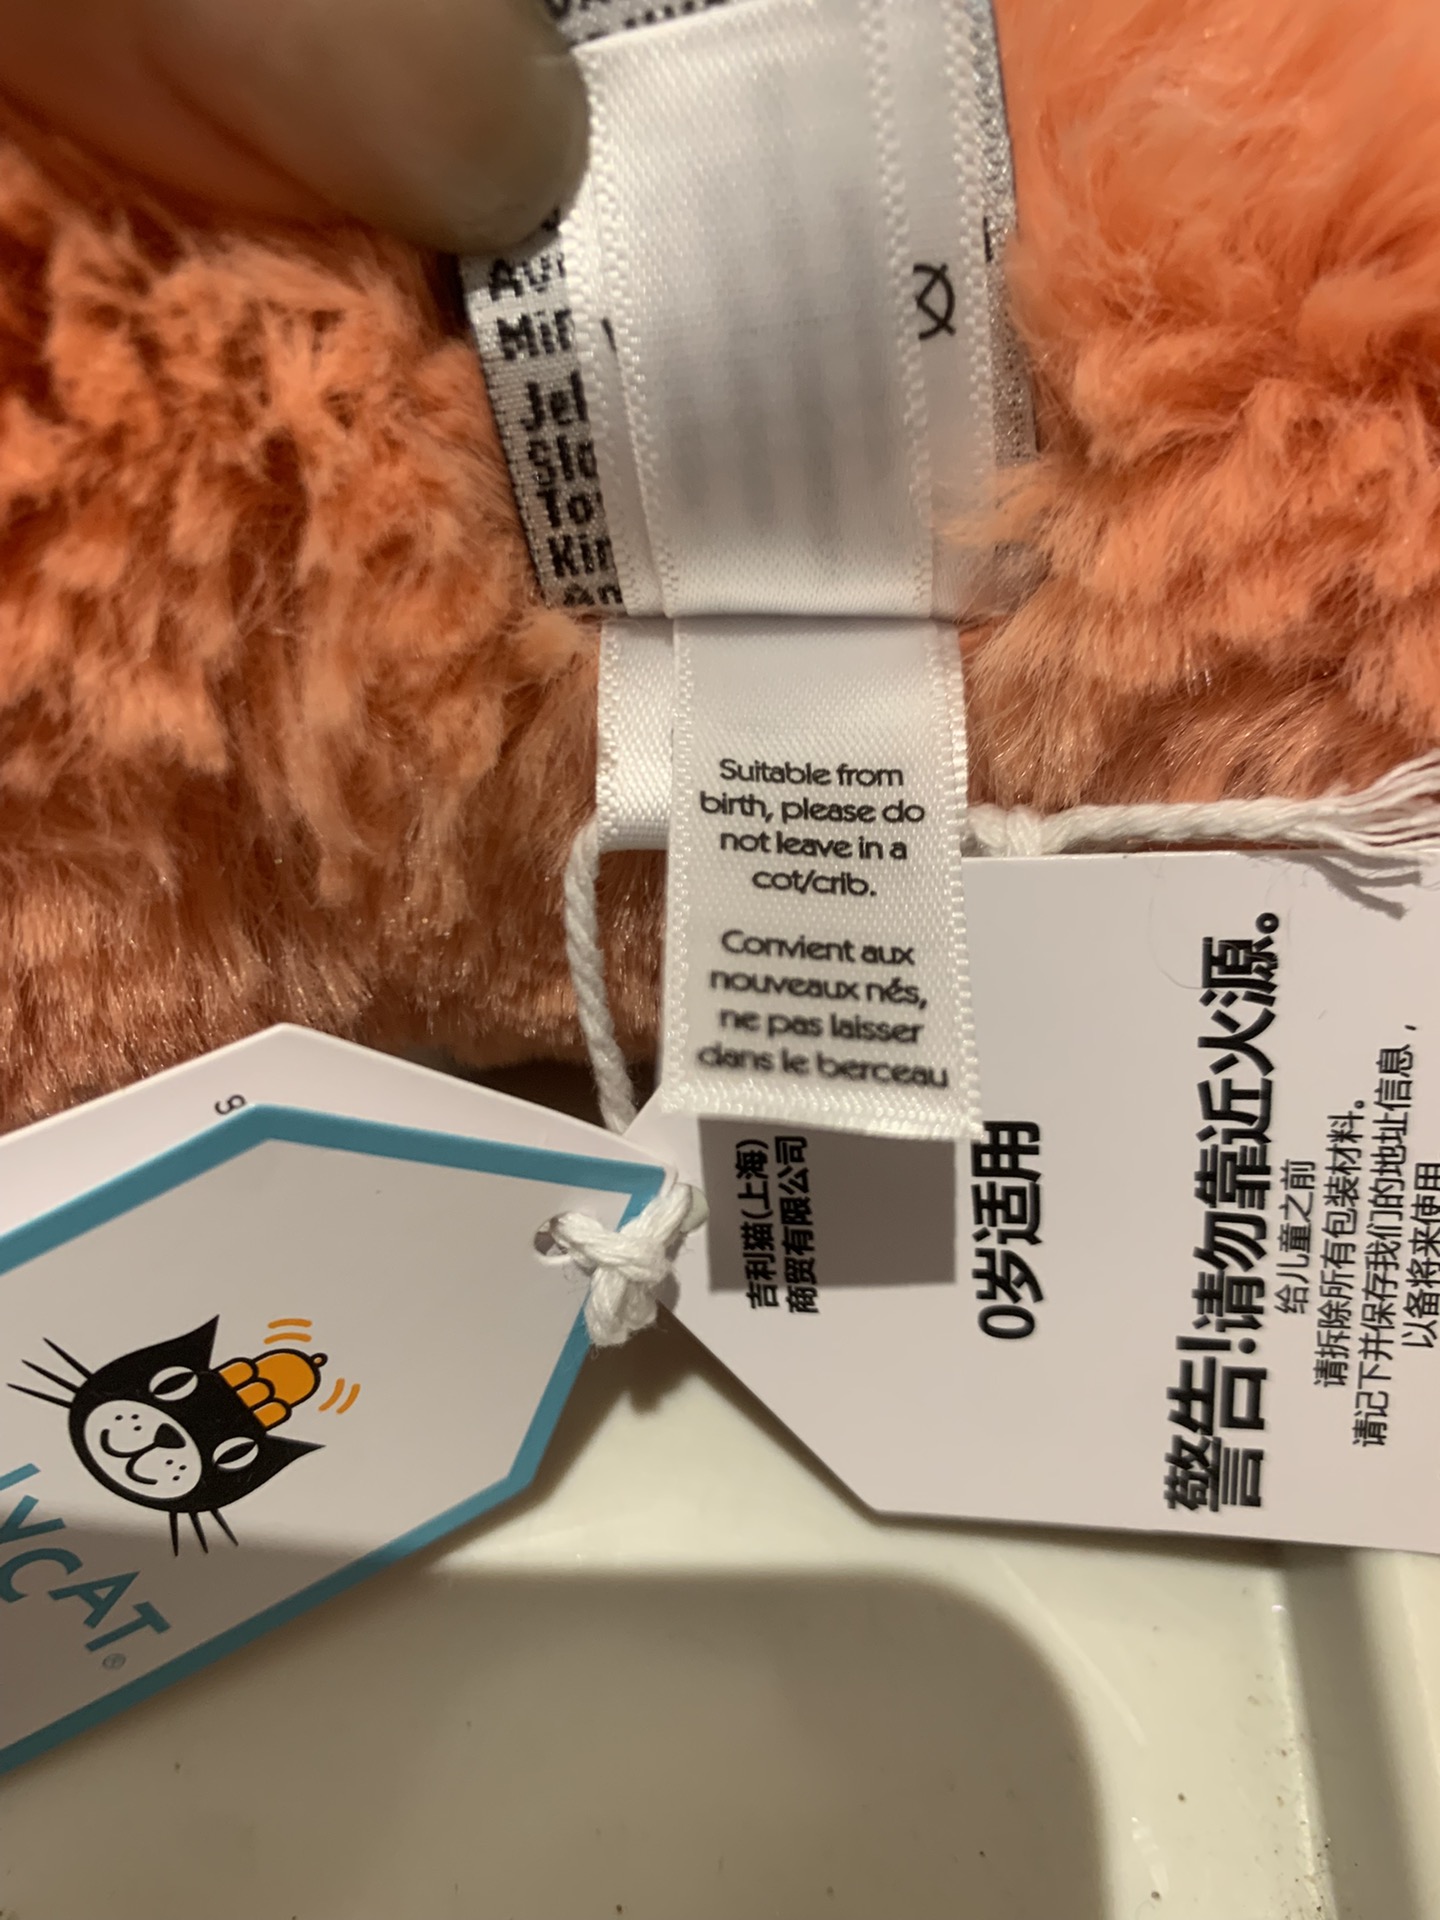 Min
Suitable from
birth, please do
not leave in a
cot/crib.
Convient aux
nouveaux nés,
ne pas laisser
dans le berceau
吉利猫(上海)
商贸有限公司
0岁适用
警告!请勿靠近火源。
给儿童之前
请拆除所有包装材料。
请记下并保存我们的地址信息，
以备将来使用
LYCAT®